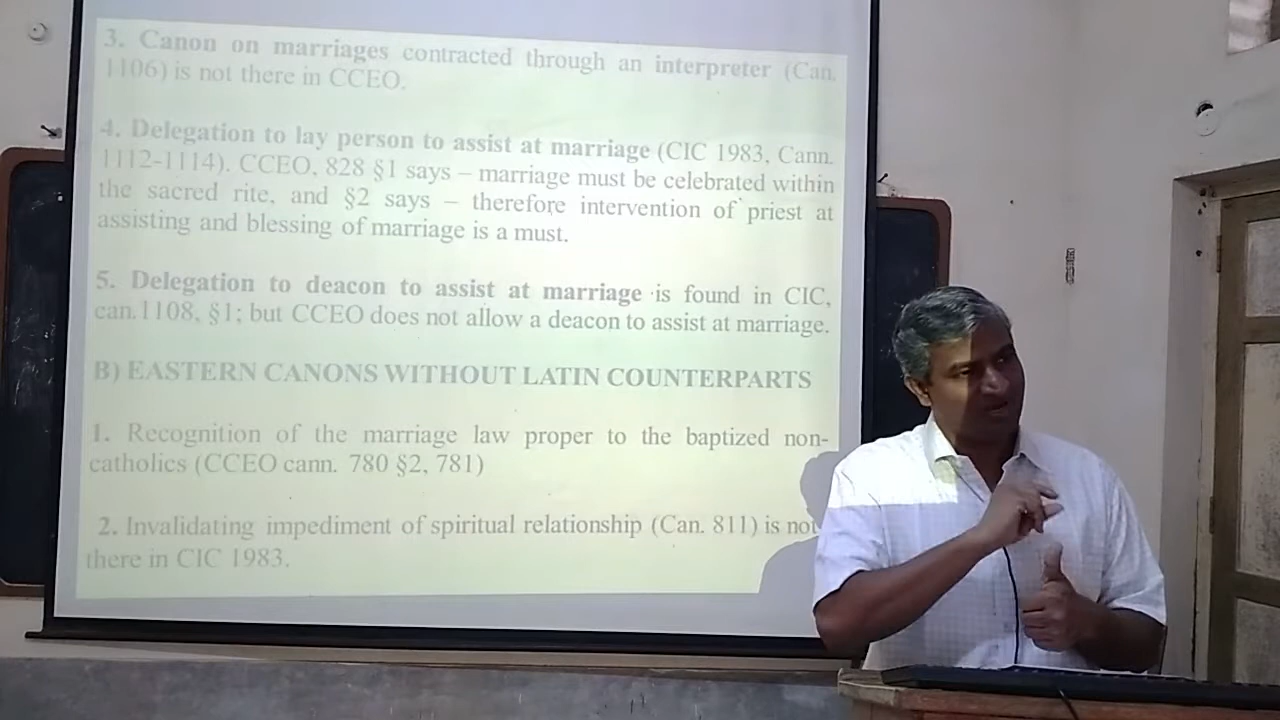 3. Canon on marriages contracted through an interpreter (Can.
1106) is not there in CCEO.
4. Delegation to lay person to assist at marriage (CIC 1983, Cann.
1112-1114). CCEO, 828 §1 says – marriage must be celebrated within
the sacred rite, and §2 says – therefore intervention of priest at
assisting and blessing of marriage is a must.
5. Delegation to deacon to assist at marriage is found in CIC,
can.1108, §1; but CCEO does not allow a deacon to assist at marriage.
B) EASTERN CANONS WITHOUT LATIN COUNTERPARTS
1. Recognition of the marriage law proper to the baptized non-
catholics (CCEO cann. 780 §2, 781)
2. Invalidating impediment of spiritual relationship (Can. 811) is not
there in CIC 1983.